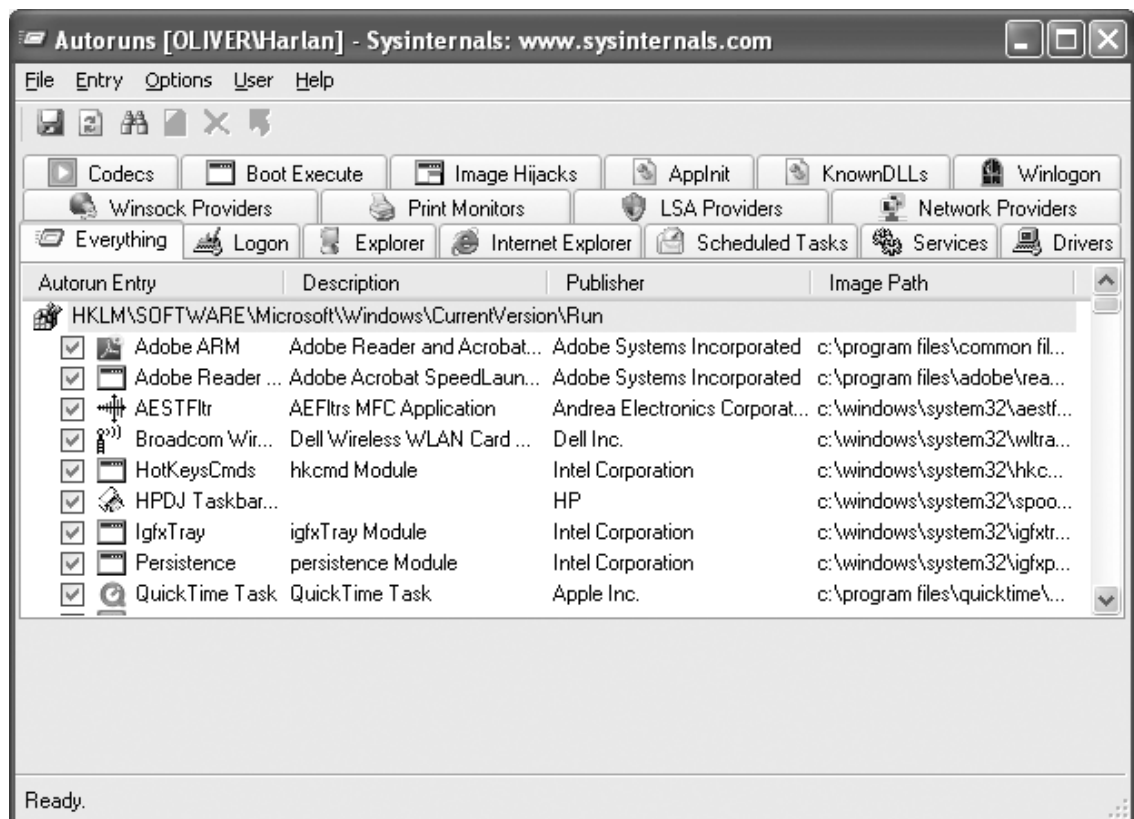 Autoruns [OLIVER\Harlan] - Sysinternals: www.sysinternals.com
File Entry Options User Help
Codecs Boot Execute Image Hijacks AppInit KnownDLLs Winlogon
Winsock Providers Print Monitors LSA Providers Network Providers
Everything Logon Explorer Internet Explorer Scheduled Tasks Services Drivers
Autorun Entry Description Publisher Image Path
HKLM\SOFTWARE\Microsoft\Windows\CurrentVersion\Run
Adobe ARM Adobe Reader and Acrobat... Adobe Systems Incorporated c:\program files\common fil...
Adobe Reader ... Adobe Acrobat SpeedLaun... Adobe Systems Incorporated c:\program files\adobe\rea...
AESTFltr AEFltrs MFC Application Andrea Electronics Corporat... c:\windows\system32\aestf...
Broadcom Wir... Dell Wireless WLAN Card ... Dell Inc. c:\windows\system32\wltra...
HotKeysCmds hkcmd Module Intel Corporation c:\windows\system32\hkc...
HPDJ Taskbar... HP c:\windows\system32\spoo...
IgfxTray igfxTray Module Intel Corporation c:\windows\system32\igfxtr...
Persistence persistence Module Intel Corporation c:\windows\system32\igfxp...
QuickTime Task QuickTime Task Apple Inc. c:\program files\quicktime\...
Ready.